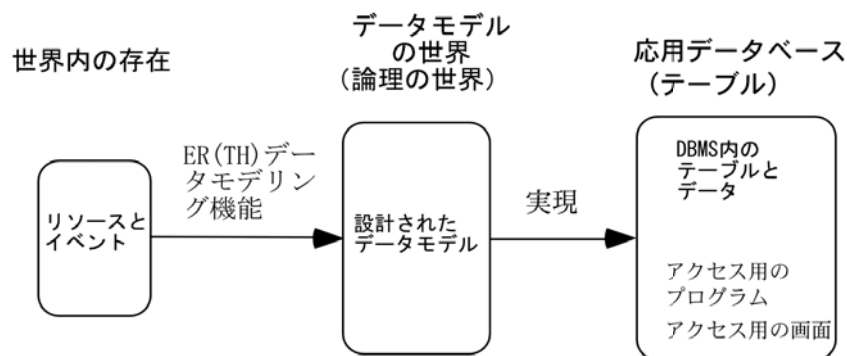 世界内の存在
リソースと
イベント
ER(TH)デー
タモデリン
グ機能
データモデル
の世界
(論理の世界)
設計された
データモデル
実現
応用データベース
(テーブル)
DBMS内の
テーブルと
データ
アクセス用の
プログラム
アクセス用の画面